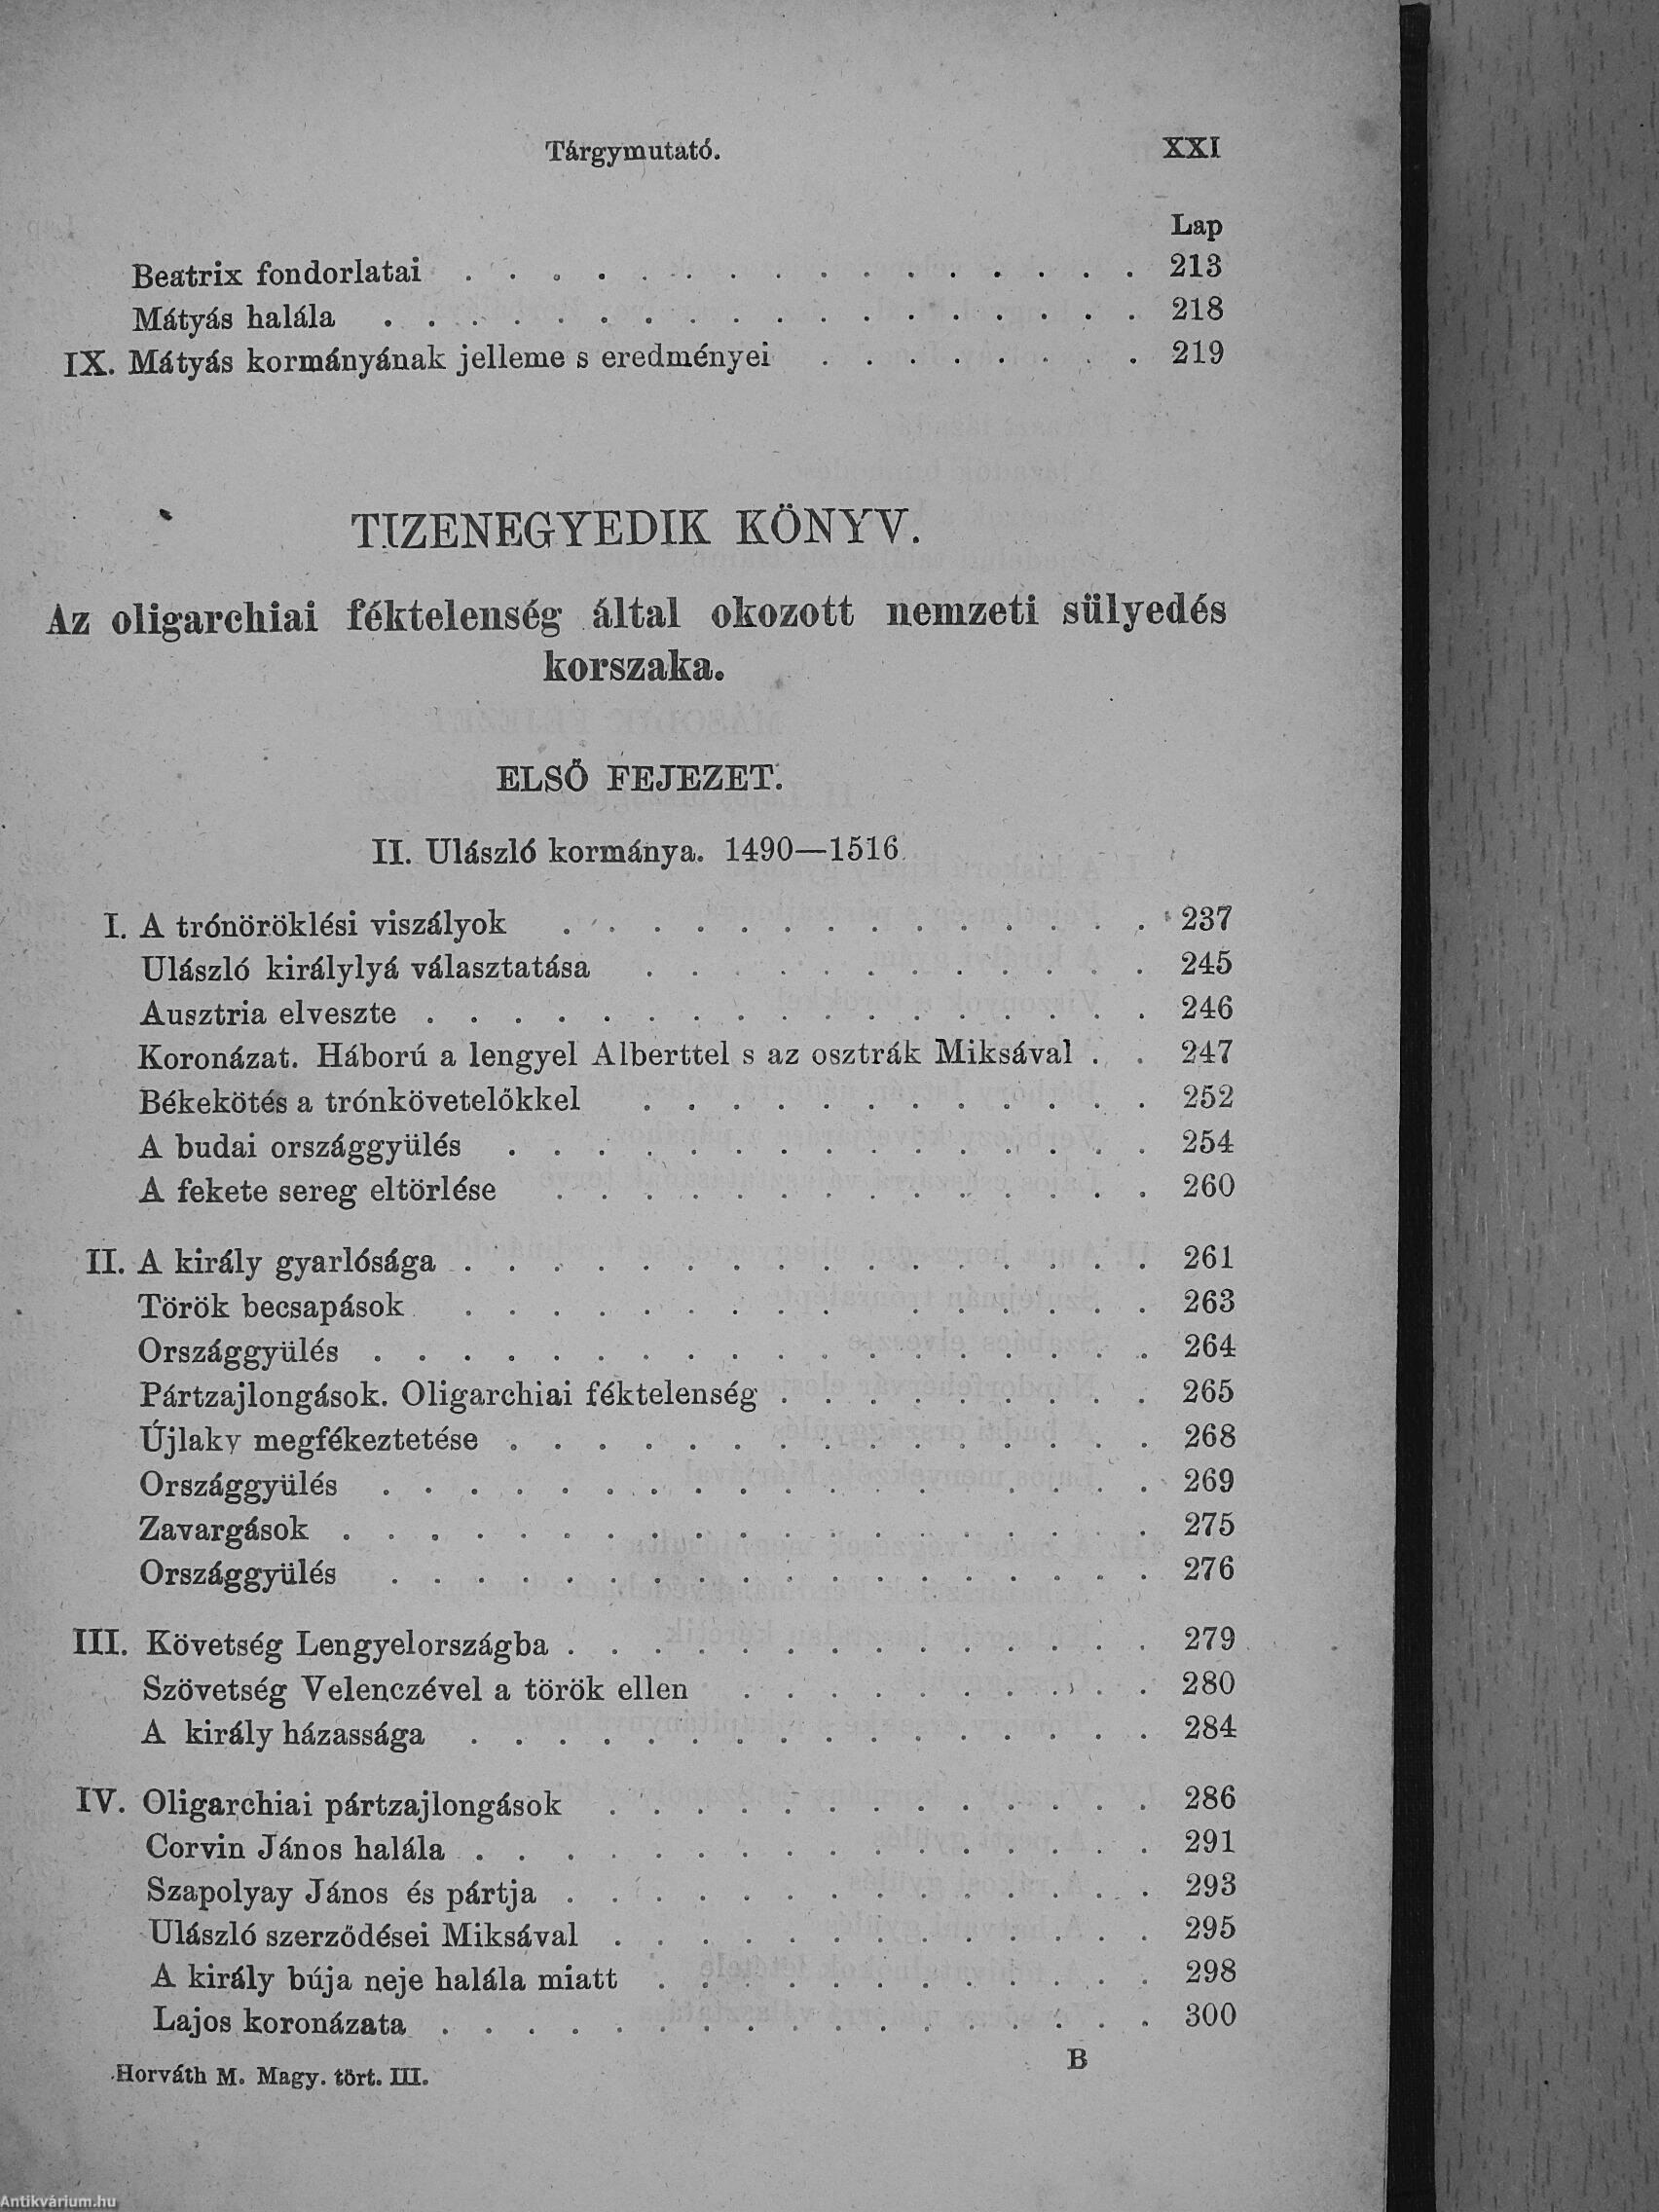 Tárgymutató. XXI
Lap
Beatrix fondorlatai . . . . . . . . . . . . . . . . 213
Mátyás halála . . . . . . . . . . . . . . . . . . 218
IX. Mátyás kormányának jelleme s eredményei . . . . . . . . 219
TIZENEGYEDIK KÖNYV.
Az oligarchiai féktelenség által okozott nemzeti sülyedés
korszaka.
ELSŐ FEJEZET.
II. Ulászló kormánya. 1490—1516.
I. A trónöröklési viszályok . . . . . . . . . . . . . . 237
Ulászló királylyá választatása . . . . . . . . . . . . 245
Ausztria elveszte . . . . . . . . . . . . . . . . . 246
Koronázat. Háború a lengyel Alberttel s az osztrák Miksával . . 247
Békekötés a trónkövetelőkkel . . . . . . . . . . . . 252
A budai országgyülés . . . . . . . . . . . . . . . 254
A fekete sereg eltörlése . . . . . . . . . . . . . . 260
II. A király gyarlósága . . . . . . . . . . . . . . . . 261
Török becsapások . . . . . . . . . . . . . . . . 263
Országgyülés . . . . . . . . . . . . . . . . . . 264
Pártzajlongások. Oligarchiai féktelenség . . . . . . . . . 265
Újlaky megfékeztetése . . . . . . . . . . . . . . . 268
Országgyülés . . . . . . . . . . . . . . . . . . 269
Zavargások . . . . . . . . . . . . . . . . . . . 275
Országgyülés . . . . . . . . . . . . . . . . . . 276
III. Követség Lengyelországba . . . . . . . . . . . . . . 279
Szövetség Velenczével a török ellen . . . . . . . . . . 280
A király házassága . . . . . . . . . . . . . . . . 284
IV. Oligarchiai pártzajlongások . . . . . . . . . . . . . 286
Corvin János halála . . . . . . . . . . . . . . . . 291
Szapolyay János és pártja . . . . . . . . . . . . . . 293
Ulászló szerződései Miksával . . . . . . . . . . . . . 295
A király búja neje halála miatt . . . . . . . . . . . . 298
Lajos koronázata . . . . . . . . . . . . . . . . . 300
Horváth M. Magy. tört. III. B
Antikvárium.hu